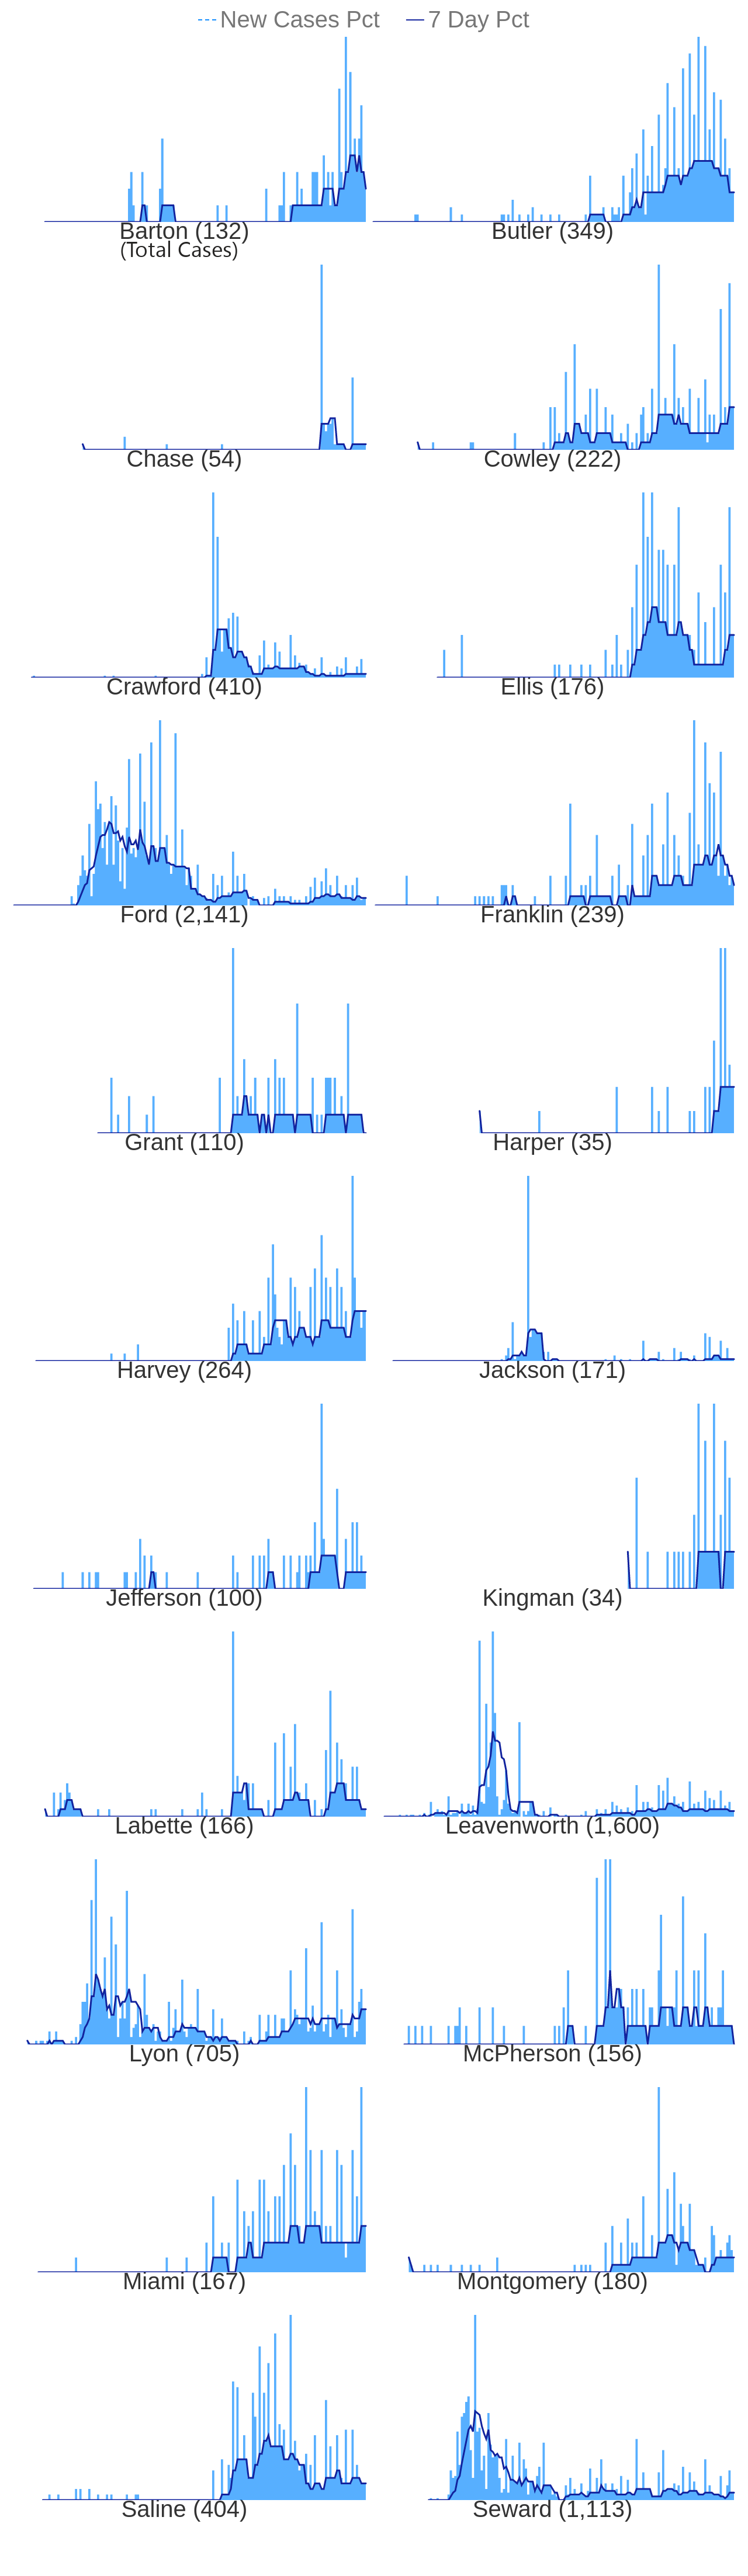 New Cases Pct 7 Day Pct
Barton (132) Butler (349)
(Total Cases)
Chase (54) Cowley (222)
Crawford (410) Ellis (176)
Ford (2,141) Franklin (239)
Grant (110) Harper (35)
Harvey (264) Jackson (171)
Jefferson (100) Kingman (34)
Labette (166) Leavenworth (1,600)
Lyon (705) McPherson (156)
Miami (167) Montgomery (180)
Saline (404) Seward (1,113)